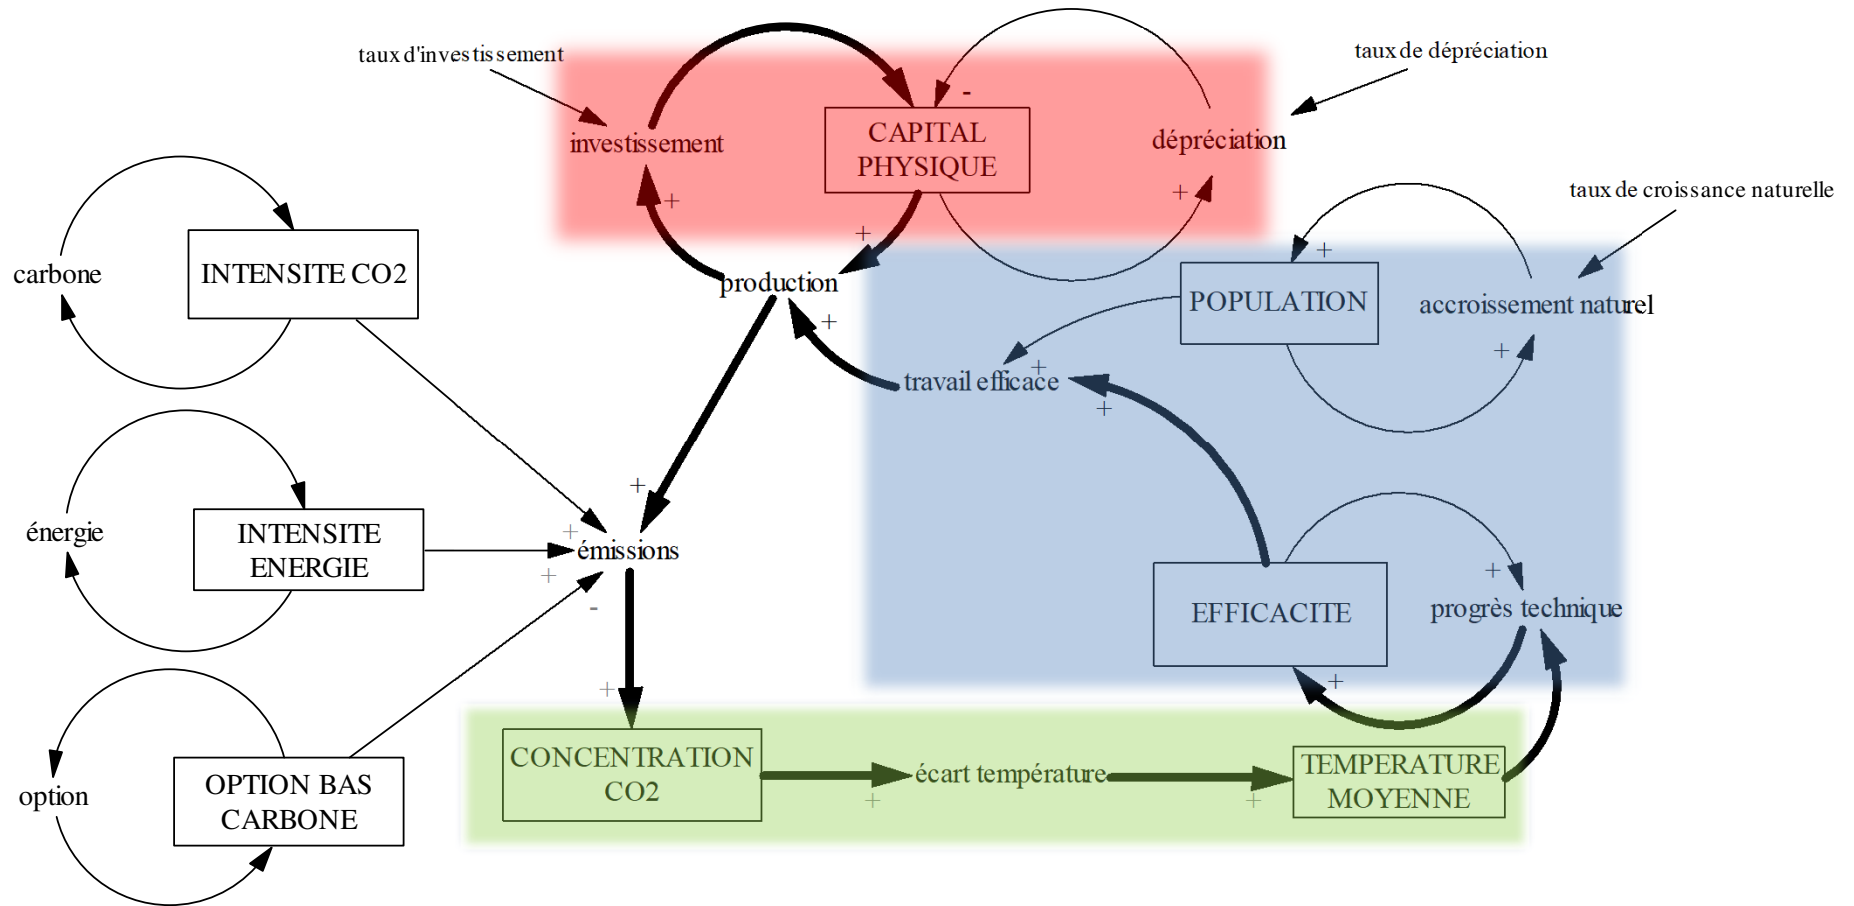 taux d'investissement
taux de dépréciation
-
CAPITAL
PHYSIQUE
investissement
dépréciation
+
+
taux de croissance naturelle
+
+
INTENSITE CO2
carbone
production
POPULATION
accroissement naturel
+
+
+
travail efficace
+
+
énergie
INTENSITE
ENERGIE
+
émissions
+
-
+
EFFICACITE
progrès technique
+
+
CONCENTRATION
CO2
écart température
+
+
TEMPERATURE
MOYENNE
option
OPTION BAS
CARBONE